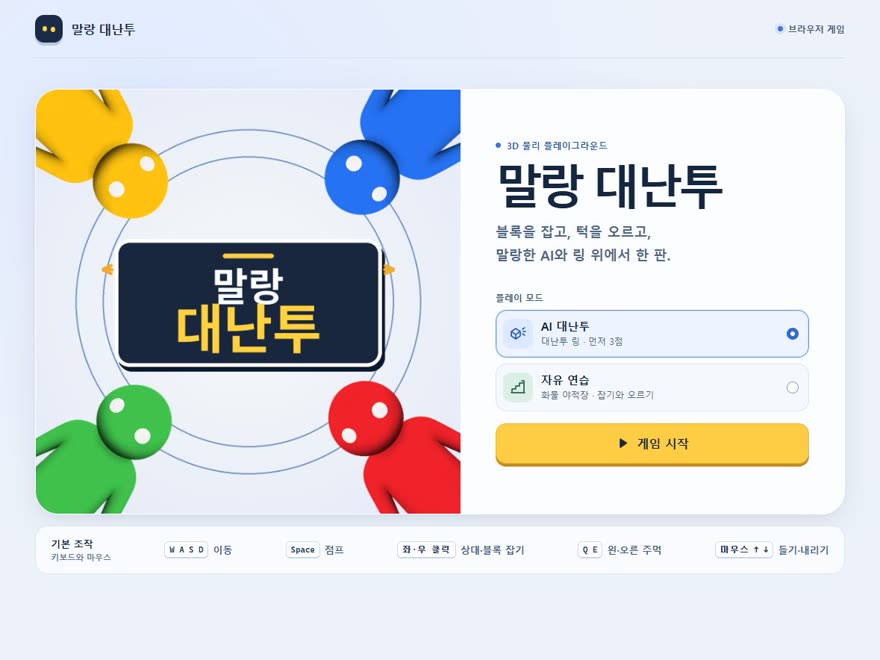 말랑 대난투
브라우저 게임
말랑
대난투
3D 물리 플레이그라운드
말랑 대난투
블록을 잡고, 턱을 오르고,
말랑한 AI와 링 위에서 한 판.
플레이 모드
AI 대난투
대난투 링 · 먼저 3점
자유 연습
화물 야적장 · 잡기와 오르기
▶ 게임 시작
기본 조작
키보드와 마우스
W A S D 이동
Space 점프
좌·우 클릭 상대·블록 잡기
Q E 왼·오른 주먹
마우스 ↑ ↓ 들기·내리기